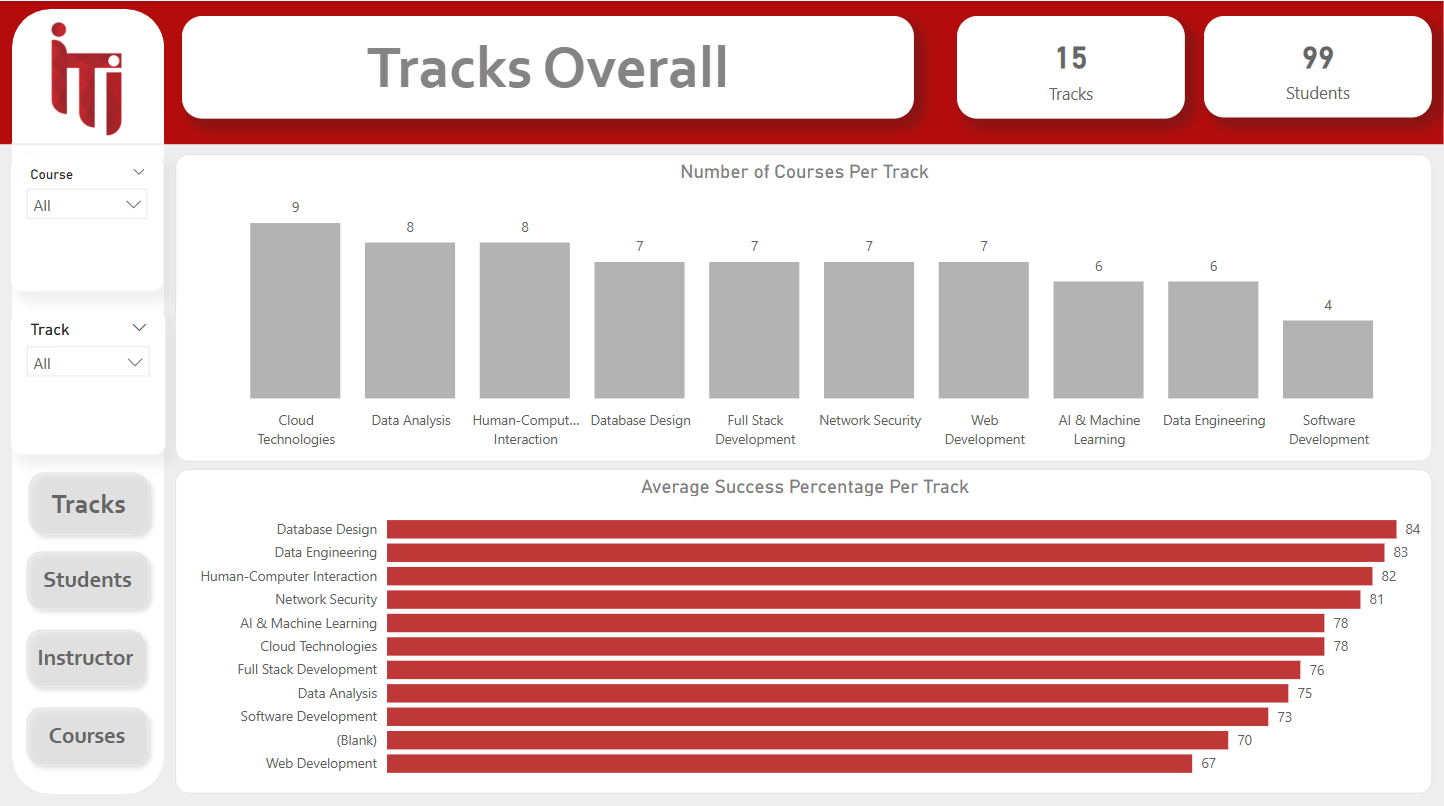 iTi
Tracks Overall
15
Tracks
99
Students
Course
All
Track
All
Tracks
Students
Instructor
Courses
Number of Courses Per Track
9
8
8
7
7
7
7
6
6
4
Cloud
Technologies
Data Analysis
Human-Comput...
Interaction
Database Design
Full Stack
Development
Network Security
Web
Development
AI & Machine
Learning
Data Engineering
Software
Development
Average Success Percentage Per Track
Database Design 84
Data Engineering 83
Human-Computer Interaction 82
Network Security 81
AI & Machine Learning 78
Cloud Technologies 78
Full Stack Development 76
Data Analysis 75
Software Development 73
(Blank) 70
Web Development 67